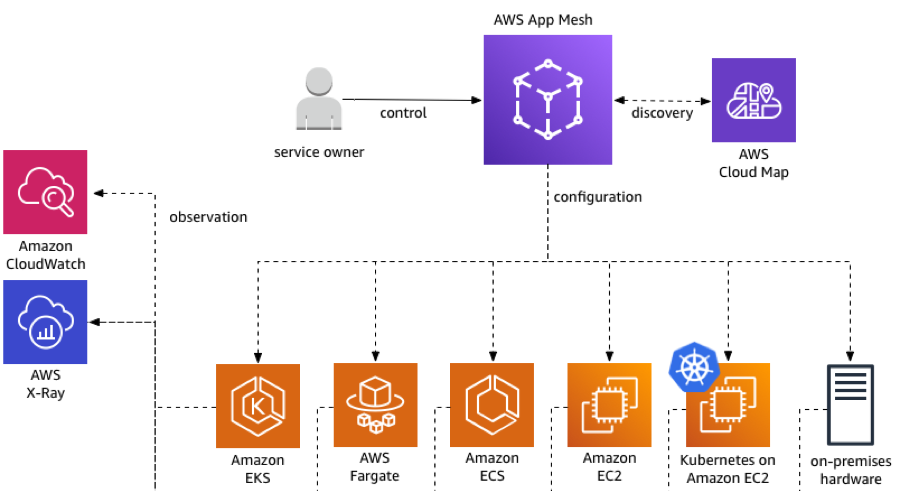 AWS App Mesh
control
discovery
service owner
AWS
Cloud Map
configuration
observation
Amazon
CloudWatch
AWS
X-Ray
K
Amazon
EKS
AWS
Fargate
Amazon
ECS
Amazon
EC2
Kubernetes on
Amazon EC2
on-premises
hardware